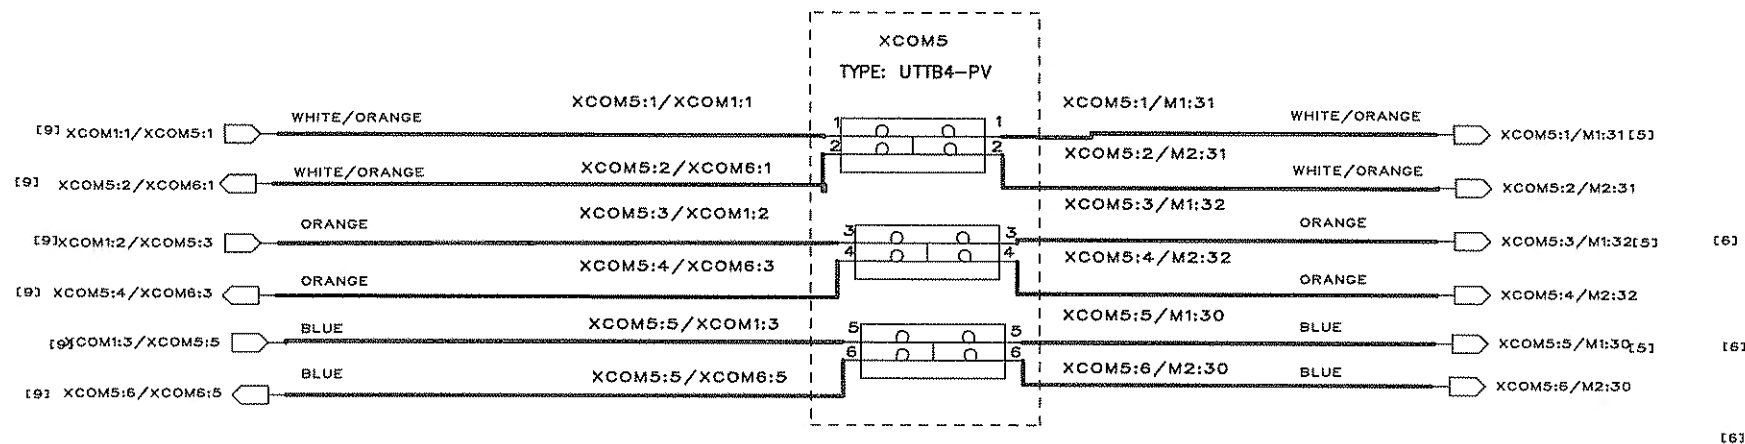 XCOM5
TYPE: UTTB4-PV
XCOM5:1/XCOM1:1 XCOM5:1/M1:31
WHITE/ORANGE WHITE/ORANGE
[9] XCOM1:1/XCOM5:1 1 1 XCOM5:1/M1:31[5]
2 2 XCOM5:2/M2:31
XCOM5:2/XCOM6:1
WHITE/ORANGE WHITE/ORANGE
[9] XCOM5:2/XCOM6:1 XCOM5:2/M2:31
XCOM5:3/XCOM1:2 XCOM5:3/M1:32
ORANGE ORANGE
[9]XCOM1:2/XCOM5:3 3 3 XCOM5:3/M1:32[5] [6]
4 4 XCOM5:4/M2:32
XCOM5:4/XCOM6:3
ORANGE ORANGE
[9] XCOM5:4/XCOM6:3 XCOM5:4/M2:32
XCOM5:5/XCOM1:3 XCOM5:5/M1:30
BLUE 5 5 BLUE
[9]XCOM1:3/XCOM5:5 XCOM5:5/M1:30[5] [6]
6 6
BLUE XCOM5:5/XCOM6:5 XCOM5:6/M2:30 BLUE
[9] XCOM5:6/XCOM6:5 XCOM5:6/M2:30
[6]